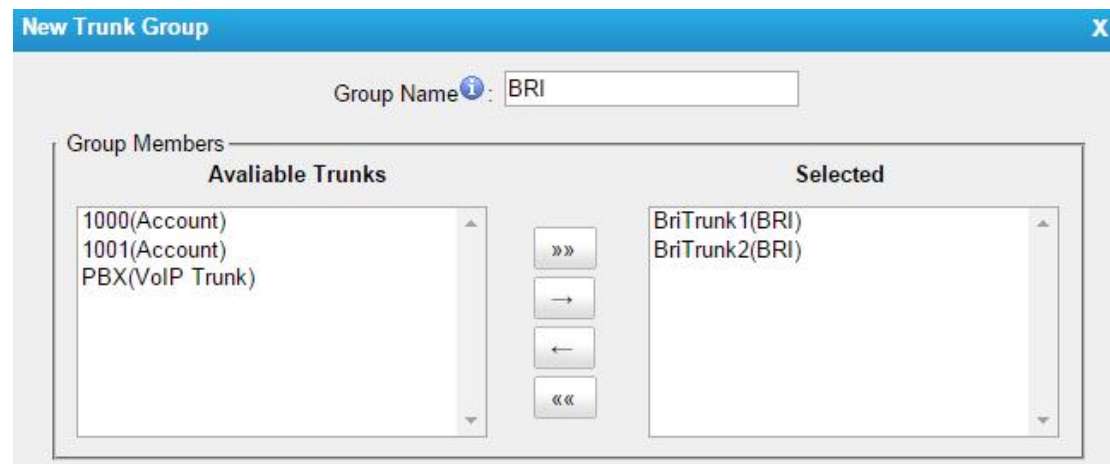 New Trunk Group X
Group Name i : BRI
Group Members
Avaliable Trunks Selected
1000(Account) BriTrunk1(BRI)
1001(Account) BriTrunk2(BRI)
PBX(VoIP Trunk)
»»
→
←
««